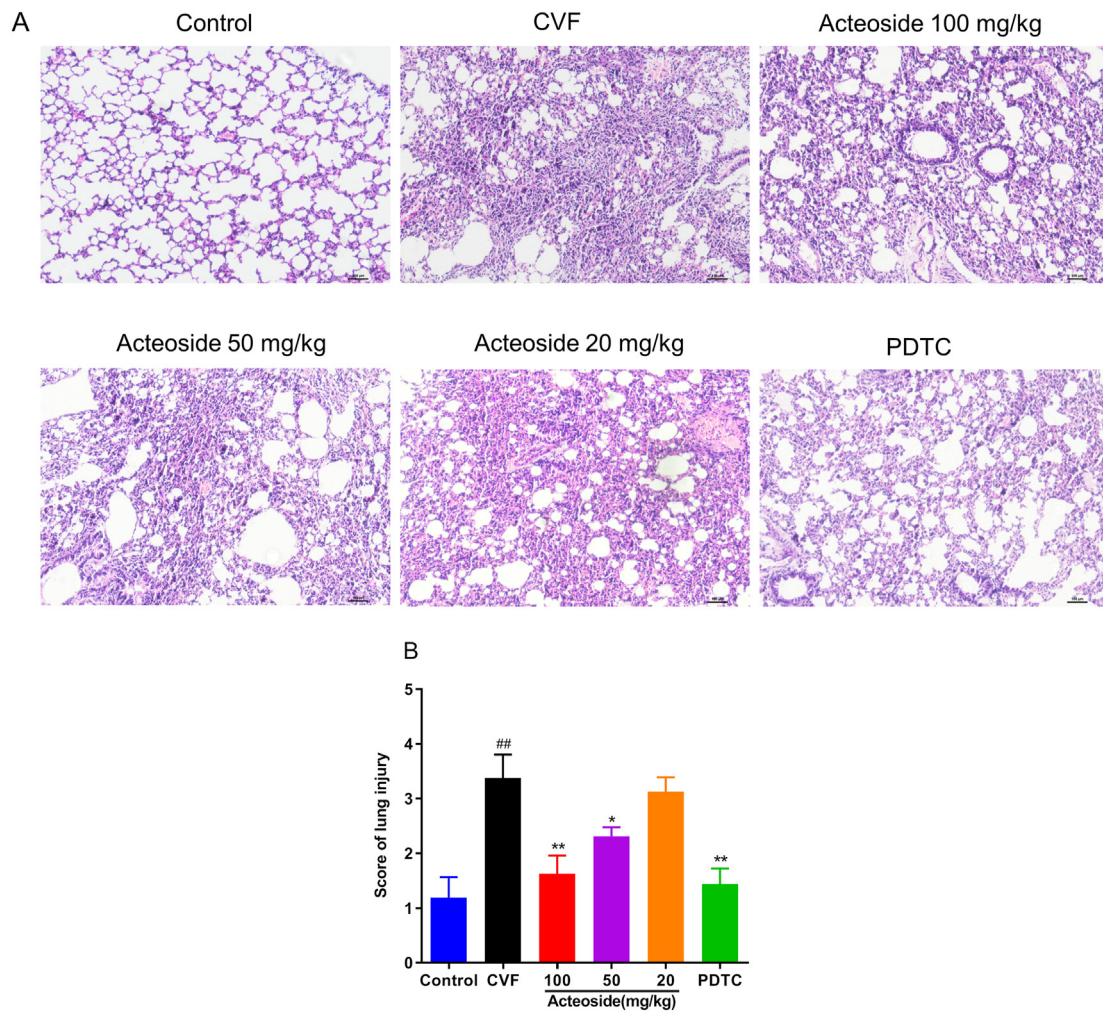 A
Control
CVF
Acteoside 100 mg/kg
Acteoside 50 mg/kg
Acteoside 20 mg/kg
PDTC
B
Score of lung injury
5
4
3
2
1
0
##
**
*
**
Control
CVF
100
50
20
PDTC
Acteoside(mg/kg)